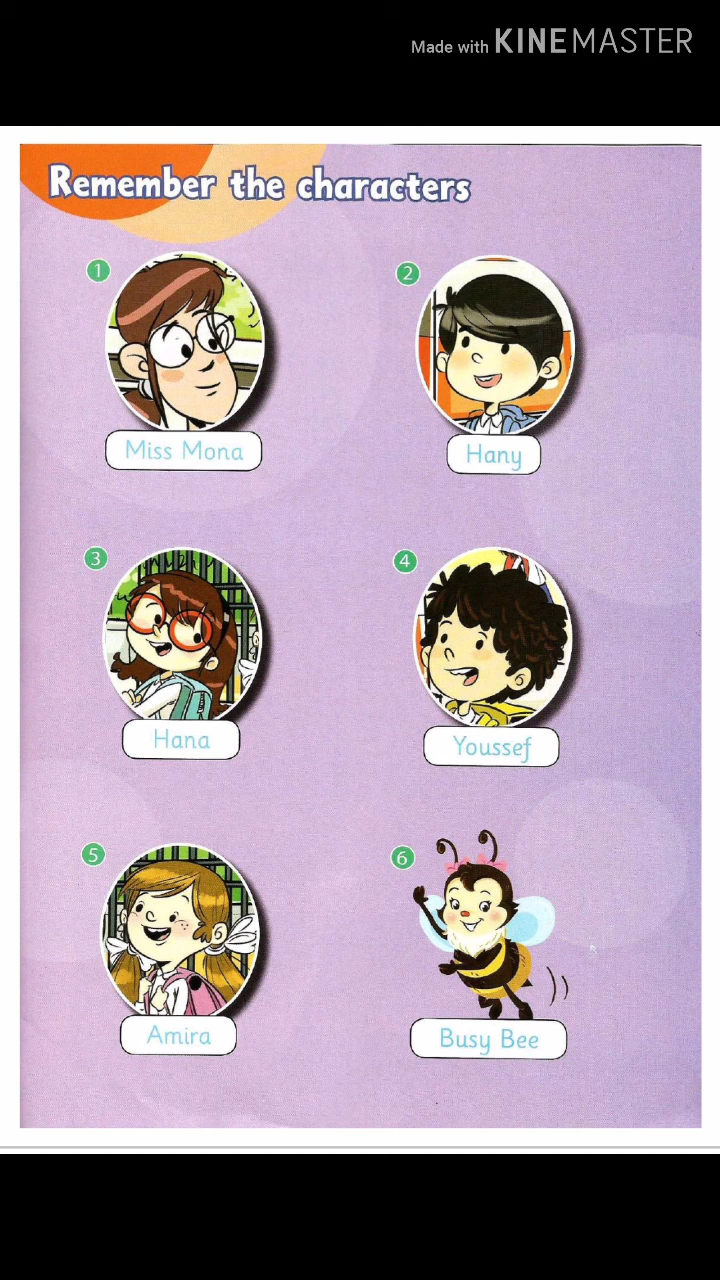 Made with KINEMASTER
Remember the characters
1
2
Miss Mona
Hany
3
4
Hana
Youssef
5
6
Amira
Busy Bee